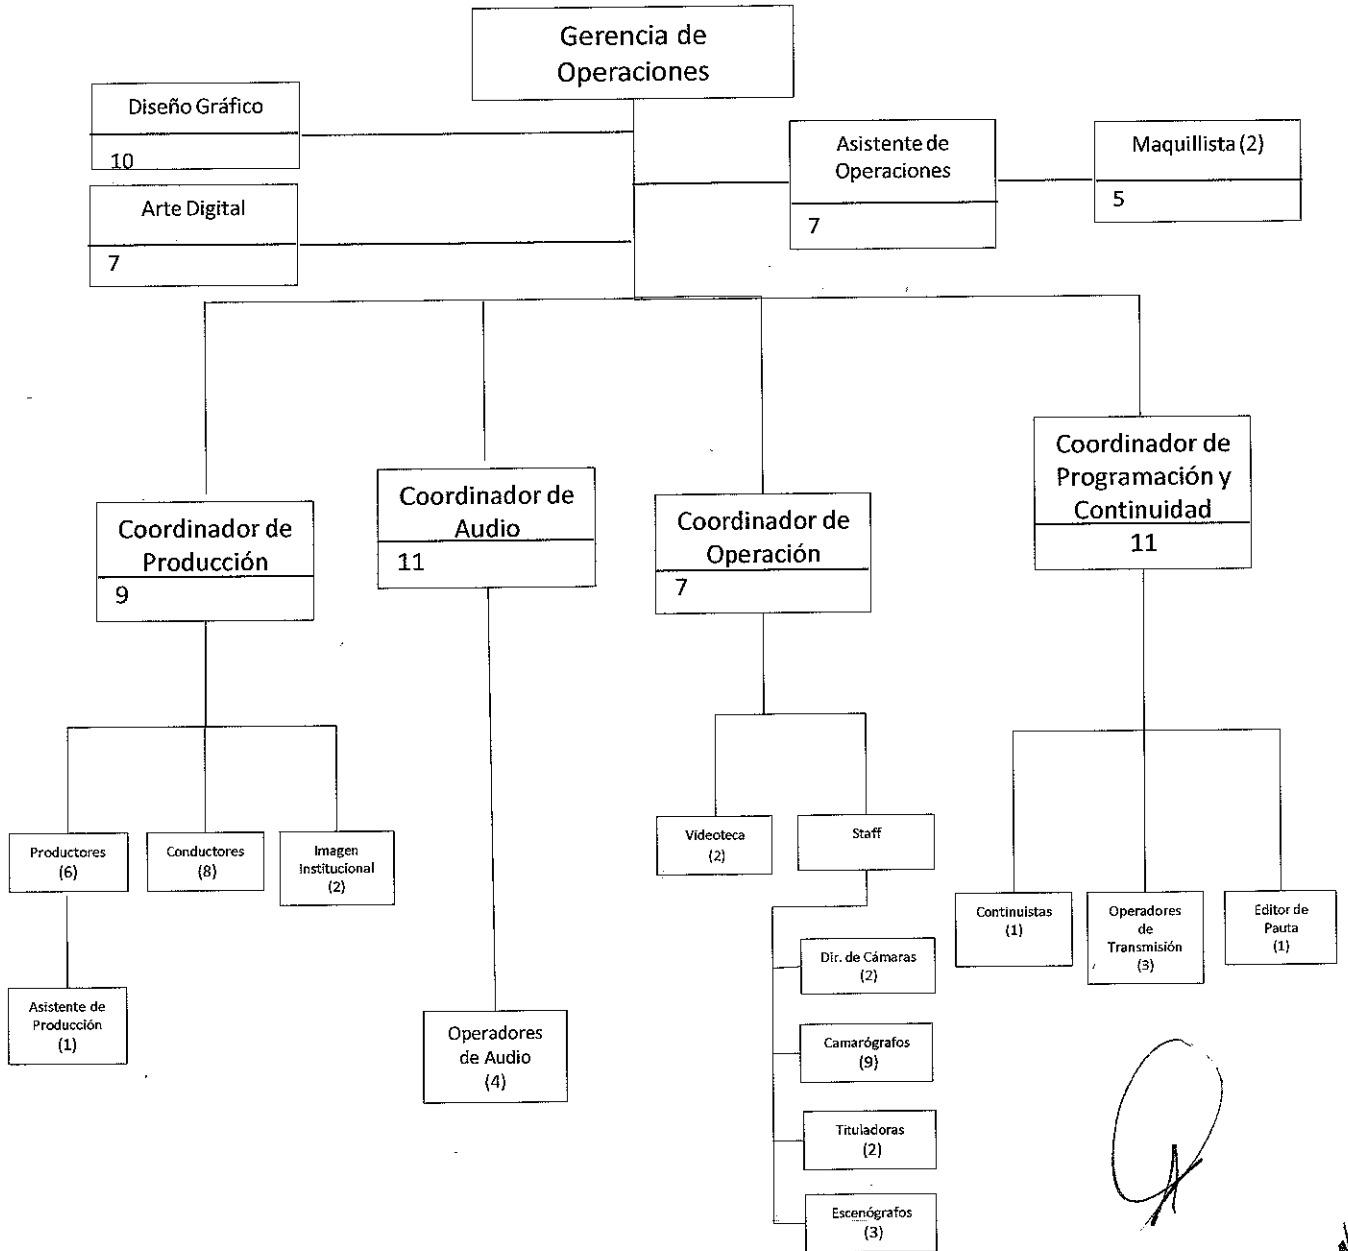 Gerencia de
Operaciones
Diseño Gráfico
10
Arte Digital
7
Asistente de
Operaciones
7
Maquillista (2)
5
Coordinador de
Producción
9
Coordinador de
Audio
11
Coordinador de
Operación
7
Coordinador de
Programación y
Continuidad
11
Productores
(6)
Conductores
(8)
Imagen
Institucional
(2)
Asistente de
Producción
(1)
Operadores
de Audio
(4)
Videoteca
(2)
Staff
Dir. de Cámaras
(2)
Camarógrafos
(9)
Tituladoras
(2)
Escenógrafos
(3)
Continuistas
(1)
Operadores
de
Transmisión
(3)
Editor de
Pauta
(1)